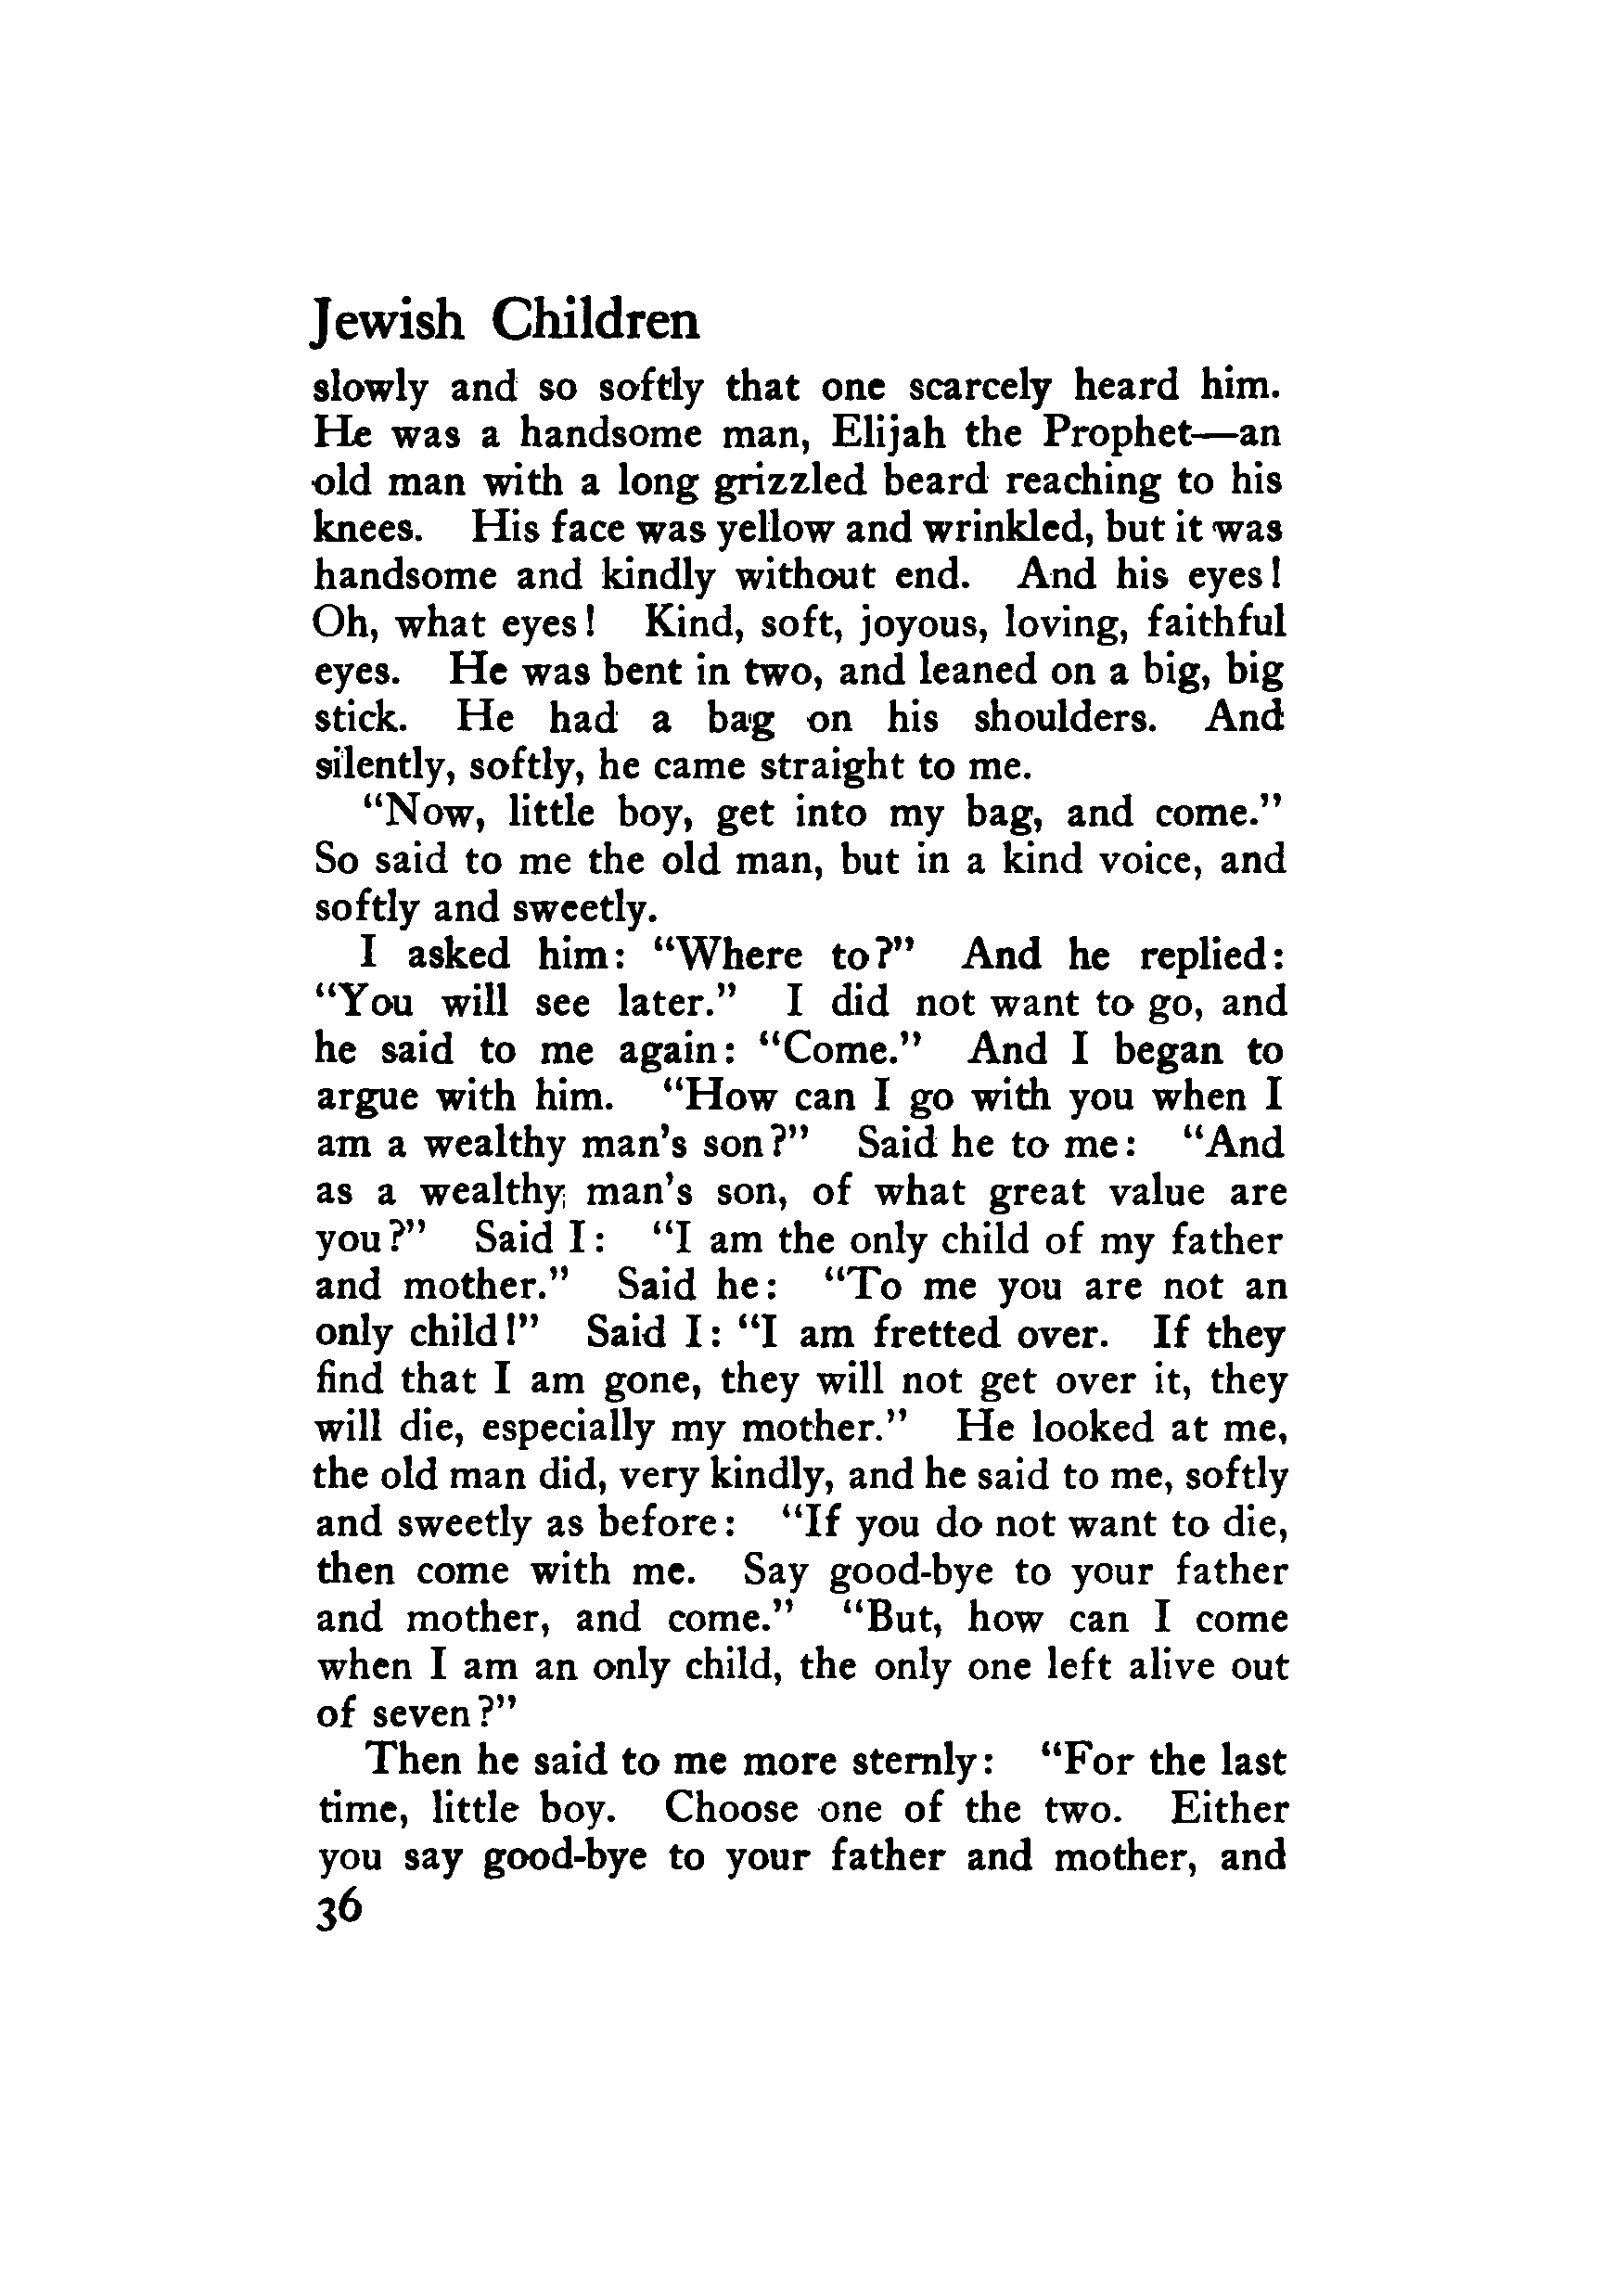 Jewish Children
slowly and so softly that one scarcely heard him.
He was a handsome man, Elijah the Prophet—an
old man with a long grizzled beard reaching to his
knees. His face was yellow and wrinkled, but it was
handsome and kindly without end. And his eyes!
Oh, what eyes! Kind, soft, joyous, loving, faithful
eyes. He was bent in two, and leaned on a big, big
stick. He had a bag on his shoulders. And
silently, softly, he came straight to me.
“Now, little boy, get into my bag, and come.”
So said to me the old man, but in a kind voice, and
softly and sweetly.
I asked him: “Where to?” And he replied:
“You will see later.” I did not want to go, and
he said to me again: “Come.” And I began to
argue with him. “How can I go with you when I
am a wealthy man’s son?” Said he to me: “And
as a wealthy man’s son, of what great value are
you?” Said I: “I am the only child of my father
and mother.” Said he: “To me you are not an
only child!” Said I: “I am fretted over. If they
find that I am gone, they will not get over it, they
will die, especially my mother.” He looked at me,
the old man did, very kindly, and he said to me, softly
and sweetly as before: “If you do not want to die,
then come with me. Say good-bye to your father
and mother, and come.” “But, how can I come
when I am an only child, the only one left alive out
of seven?”
Then he said to me more sternly: “For the last
time, little boy. Choose one of the two. Either
you say good-bye to your father and mother, and
36